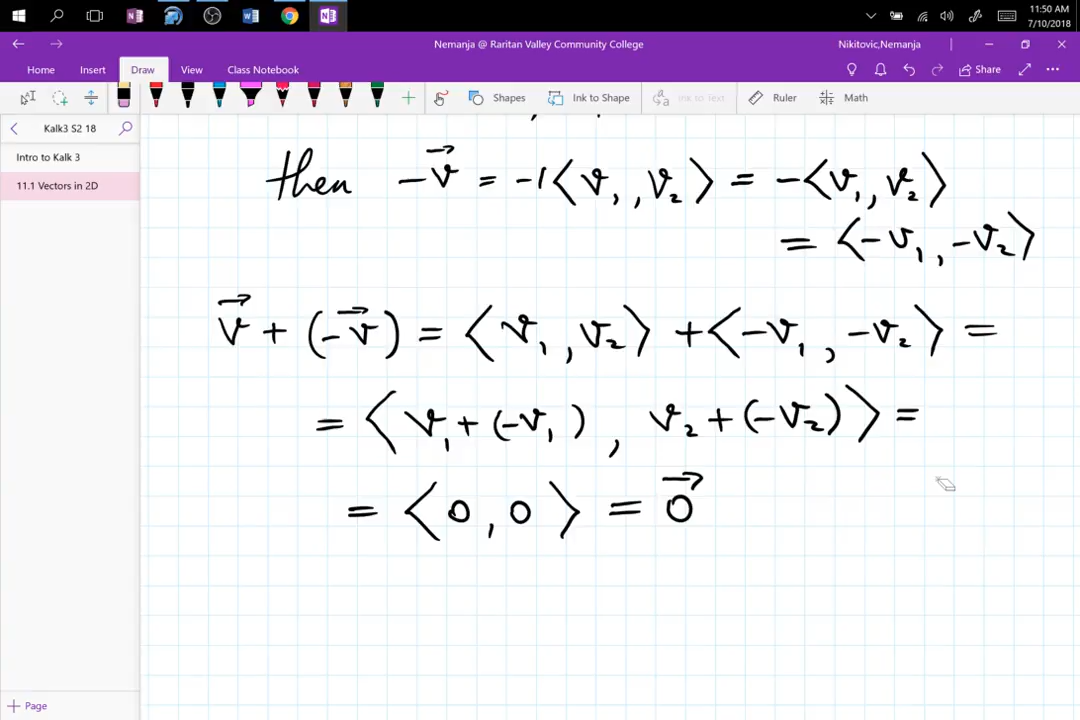 11:50 AM
7/10/2018
Nemanja @ Raritan Valley Community College
Nikitovic,Nemanja
Home Insert Draw View Class Notebook Share
Shapes Ink to Shape Ink to Text Ruler Math
Kalk3 S2 18
Intro to Kalk 3
11.1 Vectors in 2D
then -v⃗ = -1⟨v₁, v₂⟩ = -⟨v₁, v₂⟩
= ⟨-v₁, -v₂⟩
v⃗ + (-v⃗) = ⟨v₁, v₂⟩ + ⟨-v₁, -v₂⟩ =
= ⟨v₁ + (-v₁), v₂ + (-v₂)⟩ =
= ⟨0, 0⟩ = 0⃗
+ Page